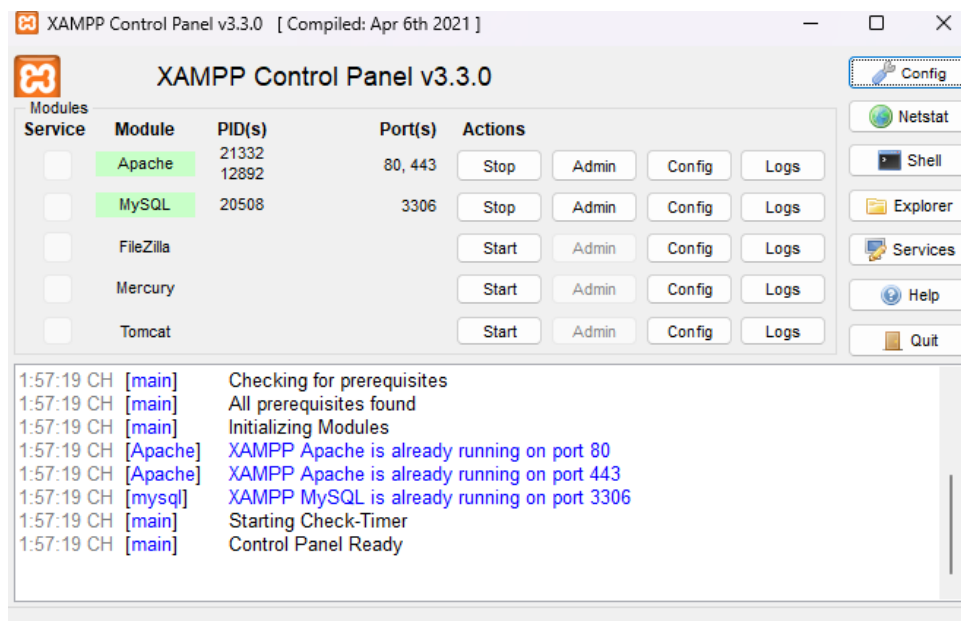 XAMPP Control Panel v3.3.0 [ Compiled: Apr 6th 2021 ]
XAMPP Control Panel v3.3.0
Config
Modules
Service Module PID(s) Port(s) Actions
Netstat
Apache 21332 12892 80, 443 Stop Admin Config Logs
Shell
MySQL 20508 3306 Stop Admin Config Logs
Explorer
FileZilla Start Admin Config Logs
Services
Mercury Start Admin Config Logs
Help
Tomcat Start Admin Config Logs
Quit
1:57:19 CH [main] Checking for prerequisites
1:57:19 CH [main] All prerequisites found
1:57:19 CH [main] Initializing Modules
1:57:19 CH [Apache] XAMPP Apache is already running on port 80
1:57:19 CH [Apache] XAMPP Apache is already running on port 443
1:57:19 CH [mysql] XAMPP MySQL is already running on port 3306
1:57:19 CH [main] Starting Check-Timer
1:57:19 CH [main] Control Panel Ready